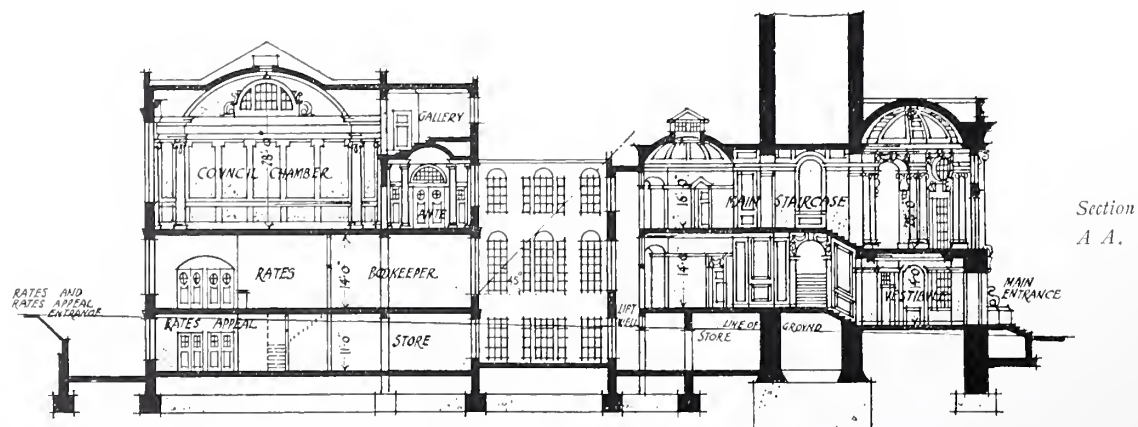 GALLERY
COUNCIL CHAMBER
28'-0"
ANTE
MAIN STAIRCASE
16'-0"
Section
A A.
RATES
BOOKEEPER
14'-0"
45°
14'-0"
VESTIBULE
MAIN
ENTRANCE
RATES AND
RATES APPEAL
ENTRANCE
RATES APPEAL
11'-0"
STORE
LIFT
WELL
STORE
LINE OF GROUND